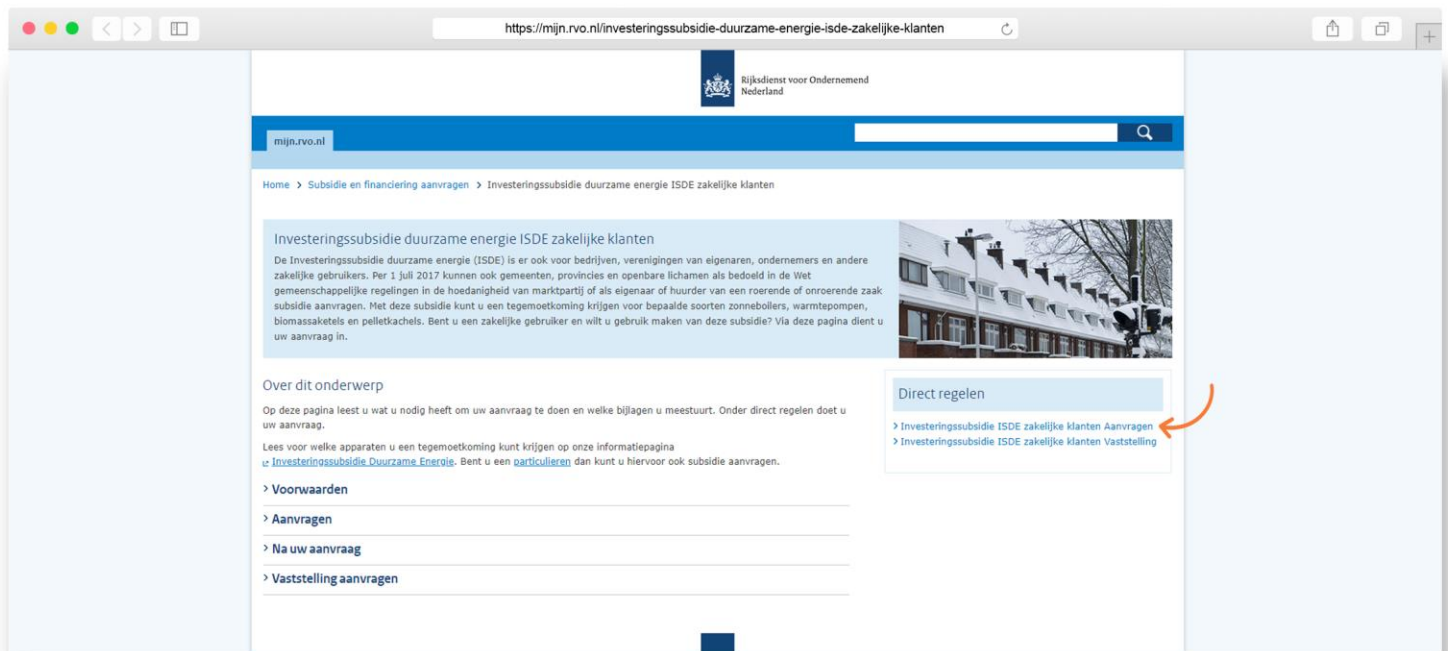 https://mijn.rvo.nl/investeringssubsidie-duurzame-energie-isde-zakelijke-klanten
Rijksdienst voor Ondernemend
Nederland
mijn.rvo.nl
Home > Subsidie en financiering aanvragen > Investeringssubsidie duurzame energie ISDE zakelijke klanten
Investeringssubsidie duurzame energie ISDE zakelijke klanten
De Investeringssubsidie duurzame energie (ISDE) is er ook voor bedrijven, verenigingen van eigenaren, ondernemers en andere
zakelijke gebruikers. Per 1 juli 2017 kunnen ook gemeenten, provincies en openbare lichamen als bedoeld in de Wet
gemeenschappelijke regelingen in de hoedanigheid van marktpartij of als eigenaar of huurder van een roerende of onroerende zaak
subsidie aanvragen. Met deze subsidie kunt u een tegemoetkoming krijgen voor bepaalde soorten zonneboilers, warmtepompen,
biomassaketels en pelletkachels. Bent u een zakelijke gebruiker en wilt u gebruik maken van deze subsidie? Via deze pagina dient u
uw aanvraag in.
Over dit onderwerp
Op deze pagina leest u wat u nodig heeft om uw aanvraag te doen en welke bijlagen u meestuurt. Onder direct regelen doet u
uw aanvraag.
Lees voor welke apparaten u een tegemoetkoming kunt krijgen op onze informatiepagina
Investeringssubsidie Duurzame Energie. Bent u een particulieren dan kunt u hiervoor ook subsidie aanvragen.
> Voorwaarden
> Aanvragen
> Na uw aanvraag
> Vaststelling aanvragen
Direct regelen
> Investeringssubsidie ISDE zakelijke klanten Aanvragen
> Investeringssubsidie ISDE zakelijke klanten Vaststelling